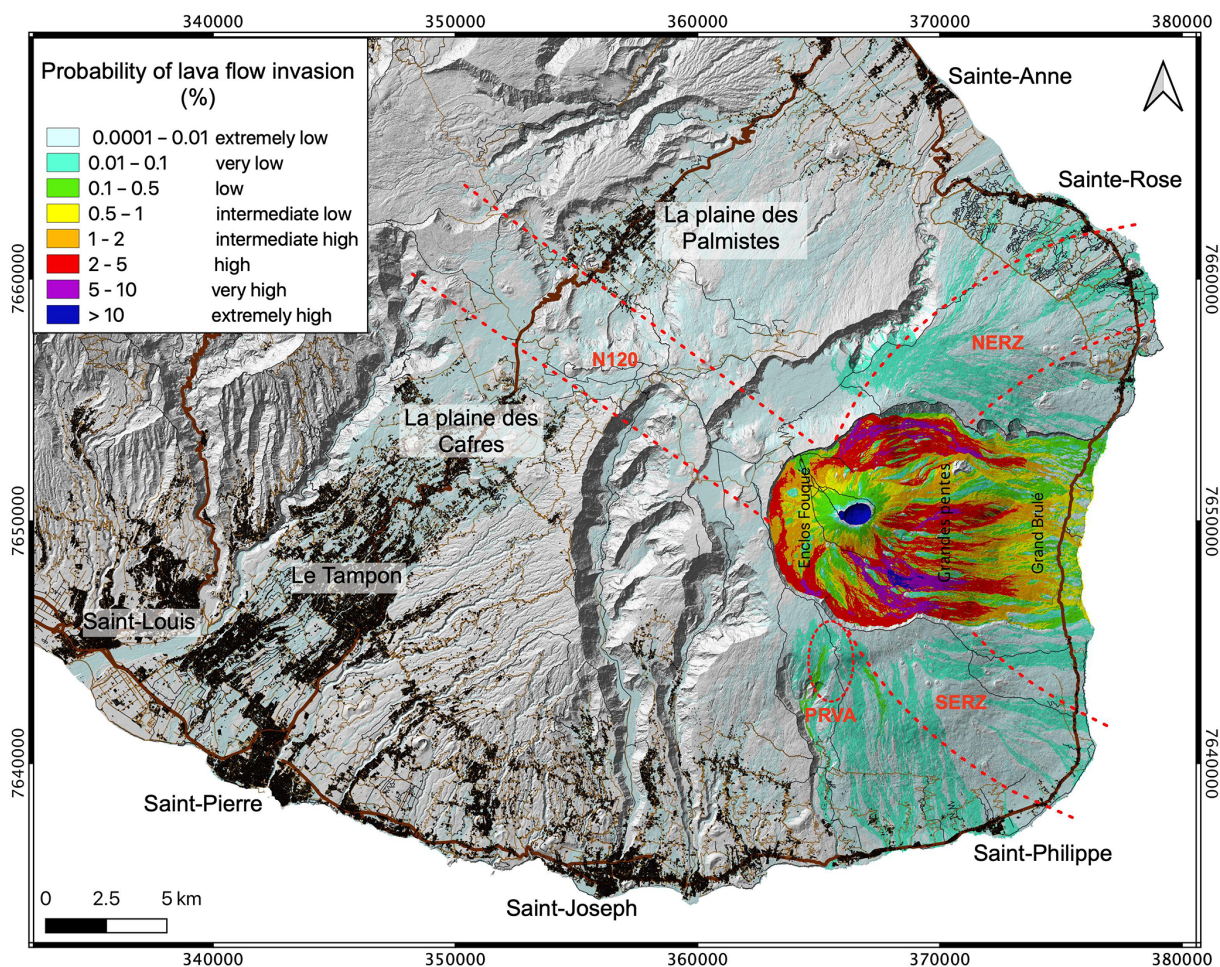 340000 350000 360000 370000 380000
Probability of lava flow invasion
(%)
0.0001 – 0.01 extremely low
0.01 – 0.1 very low
0.1 – 0.5 low
0.5 – 1 intermediate low
1 – 2 intermediate high
2 - 5 high
5 - 10 very high
> 10 extremely high
Sainte-Anne
Sainte-Rose
La plaine des
Palmistes
7660000
7660000
NERZ
N120
La plaine des
Cafres
Enclos Fouqué
Grandes pentes
Grand Brûlé
7650000
7650000
Le Tampon
Saint-Louis
PRVA
SERZ
7640000
7640000
Saint-Pierre
Saint-Philippe
Saint-Joseph
0 2.5 5 km
340000 350000 360000 370000 380000